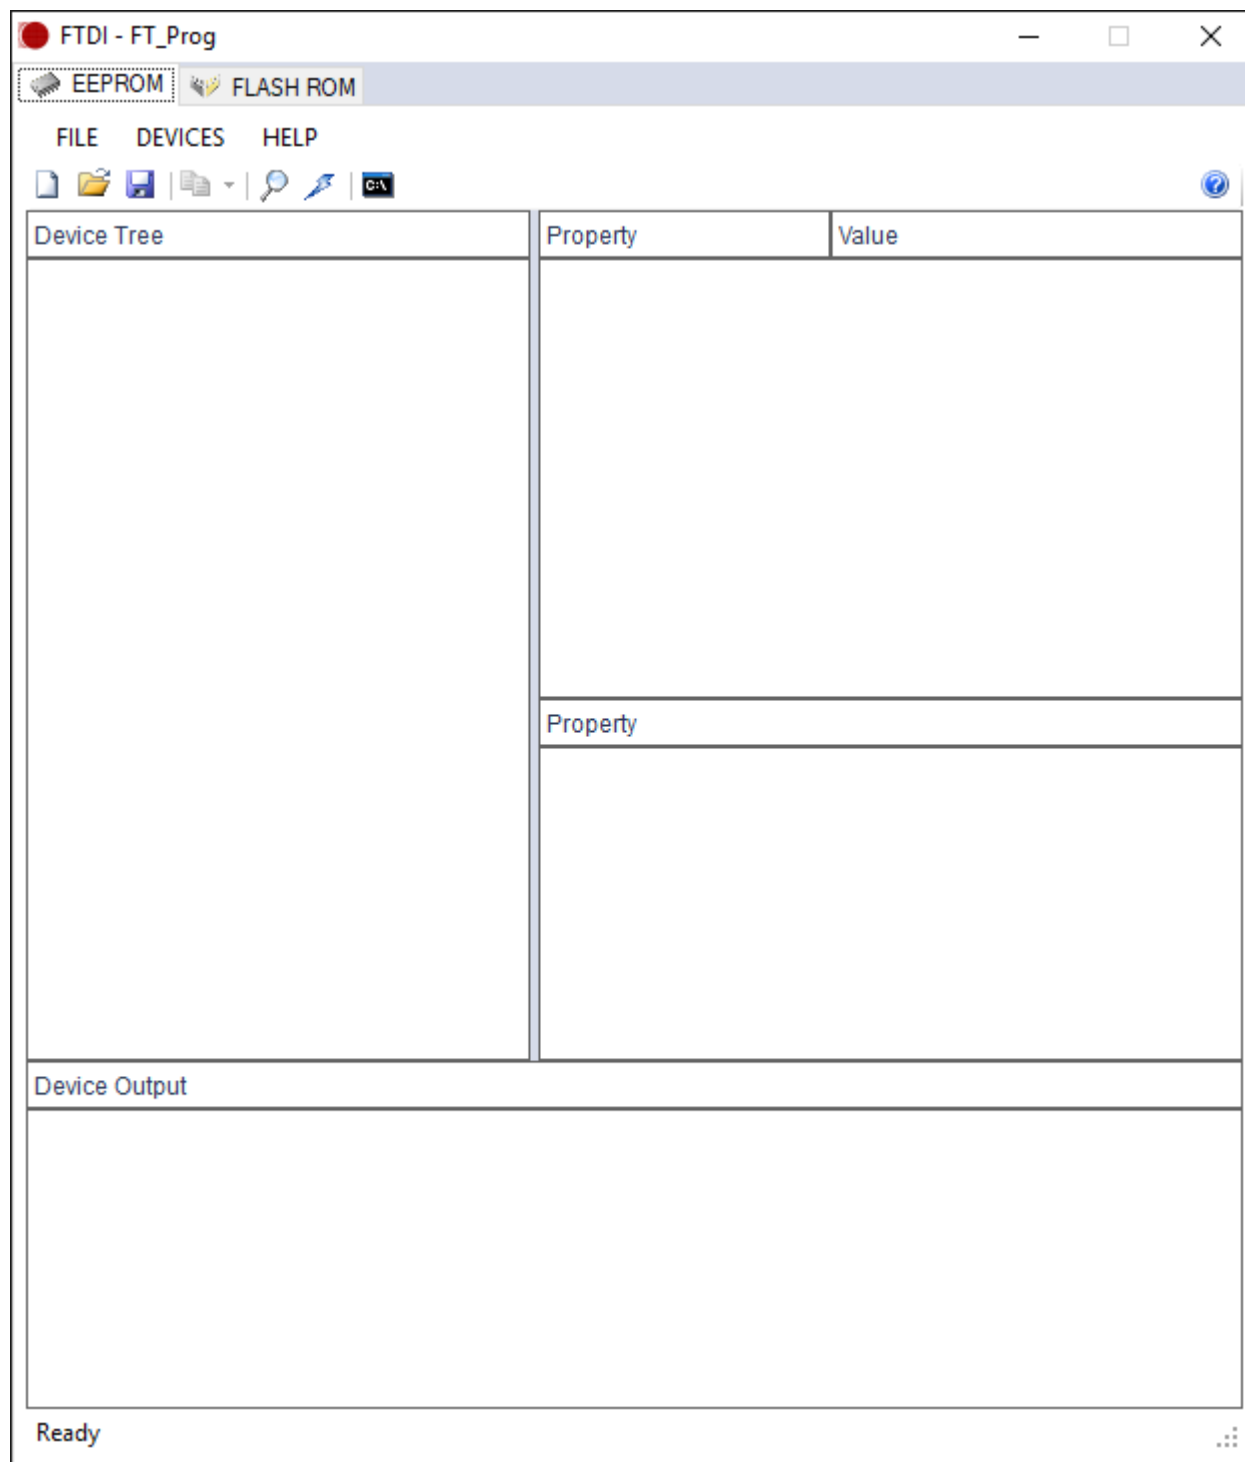 FTDI - FT_Prog
EEPROM FLASH ROM
FILE DEVICES HELP
C:\
Device Tree
Property Value
Property
Device Output
Ready